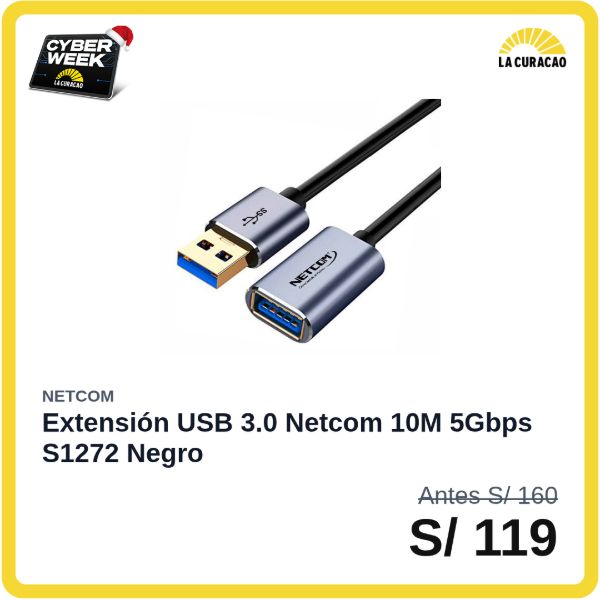 CYBER
WEEK
LA CURACAO
LA CURACAO
SS
NETCOM
NETCOM
Extensión USB 3.0 Netcom 10M 5Gbps
S1272 Negro
Antes S/ 160
S/ 119